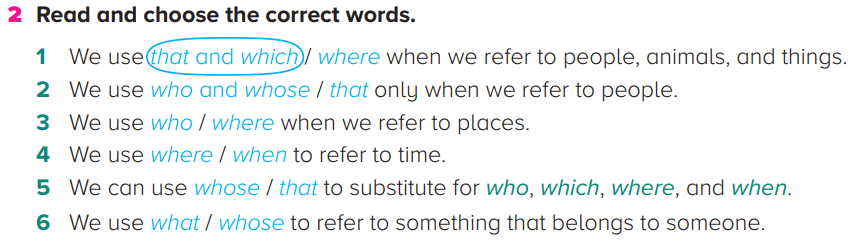 2 Read and choose the correct words.
1 We use that and which / where when we refer to people, animals, and things.
2 We use who and whose / that only when we refer to people.
3 We use who / where when we refer to places.
4 We use where / when to refer to time.
5 We can use whose / that to substitute for who, which, where, and when.
6 We use what / whose to refer to something that belongs to someone.